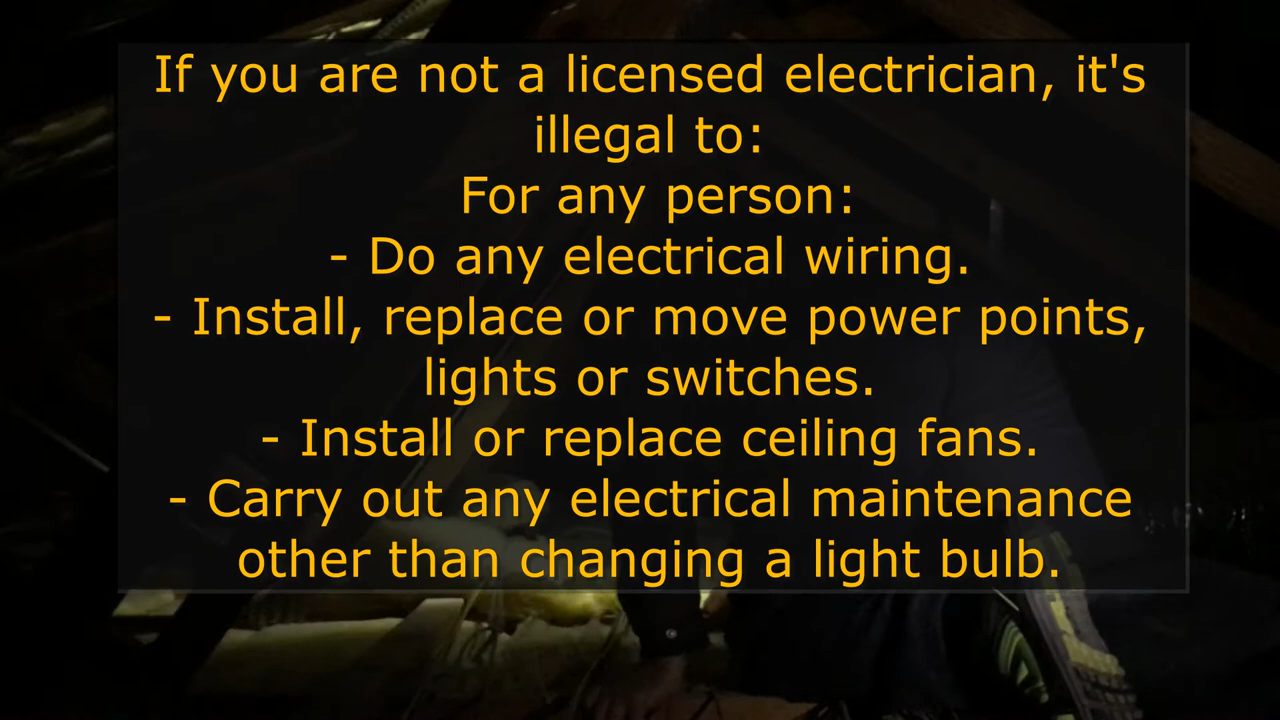 If you are not a licensed electrician, it's
illegal to:
For any person:
- Do any electrical wiring.
- Install, replace or move power points,
lights or switches.
- Install or replace ceiling fans.
- Carry out any electrical maintenance
other than changing a light bulb.